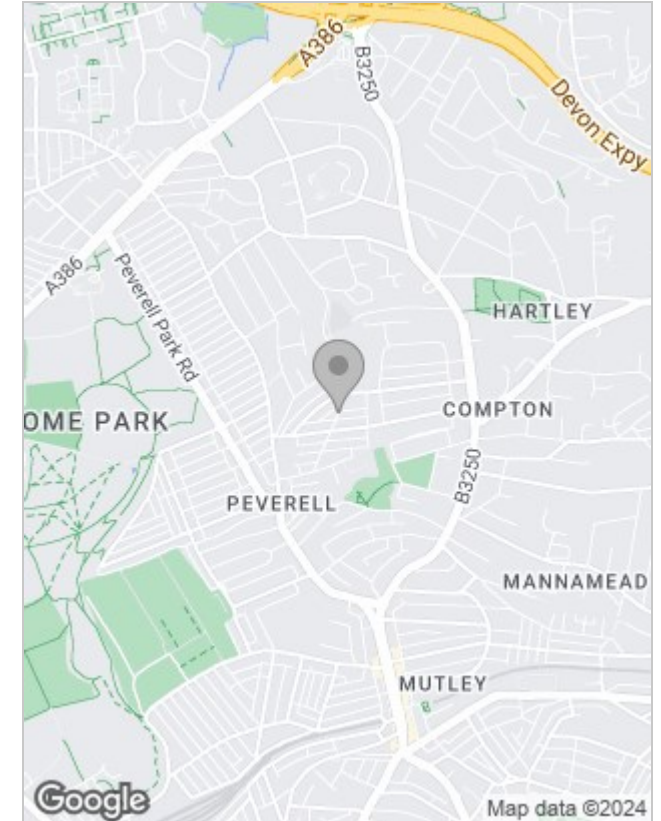 A386
B3250
Devon Expy
A386
Peverell Park Rd
HARTLEY
OME PARK
COMPTON
B3250
PEVERELL
MANNAMEAD
MUTLEY
Google
Map data ©2024